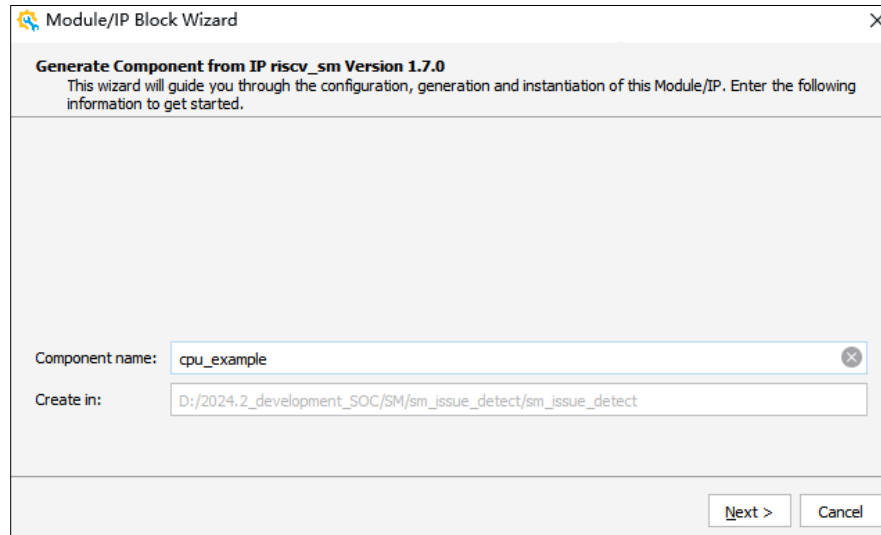 Module/IP Block Wizard
Generate Component from IP riscv_sm Version 1.7.0
This wizard will guide you through the configuration, generation and instantiation of this Module/IP. Enter the following
information to get started.
Component name: cpu_example
Create in: D:/2024.2_development_SOC/SM/sm_issue_detect/sm_issue_detect
Next > Cancel